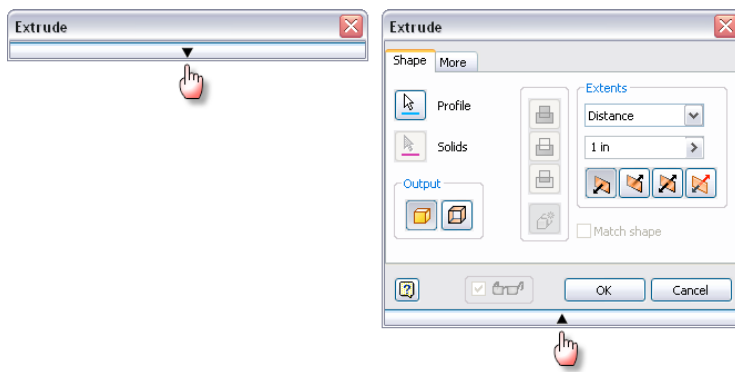 Extrude
Extrude
Shape
More
Profile
Solids
Output
Extents
Distance
1 in
Match shape
OK
Cancel